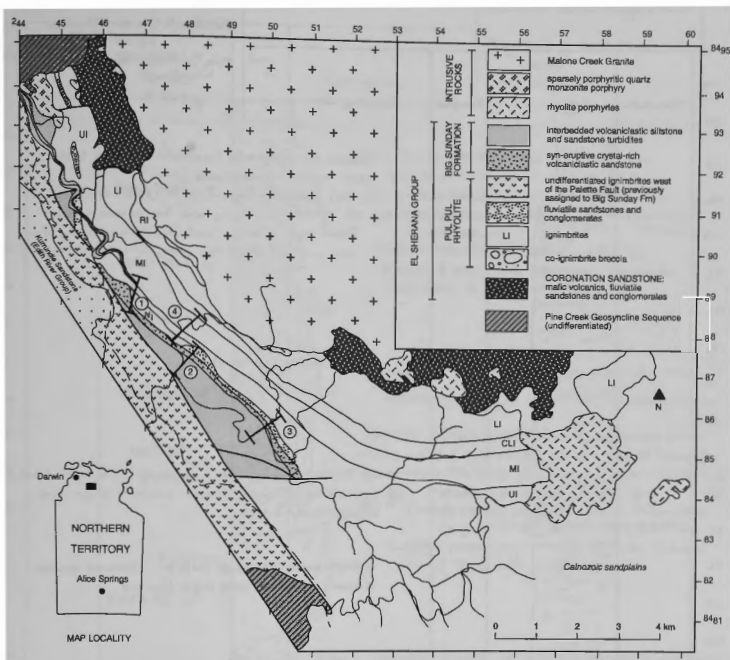 ²44 45 46 47 48 49 50 51 52 53 54 55 56 57 58 59 60
⁸⁴95
94
93
92
91
90
89
88
87
86
85
84
83
82
⁸⁴81
INTRUSIVE ROCKS
Malone Creek Granite
sparsely porphyritic quartz
monzonite porphyry
rhyolite porphyries
EL SHERANA GROUP
BIG SUNDAY
FORMATION
interbedded volcaniclastic siltstone
and sandstone turbidites
syn-eruptive crystal-rich
volcaniclastic sandstone
PUL PUL
RHYOLITE
undifferentiated ignimbrites west
of the Palette Fault (previously
assigned to Big Sunday Fm)
fluviatile sandstones and
conglomerates
LI
ignimbrites
co-ignimbrite breccia
CORONATION SANDSTONE:
mafic volcanics, fluviatile
sandstones and conglomerates
Pine Creek Geosyncline Sequence
(undifferentiated)
UI
LI
RI
MI
Kurrundie Sandstone
(Edith River Group)
1
4
2
3
LI
LI
CLI
MI
UI
N
Cainozoic sandplains
Darwin
NORTHERN
TERRITORY
Alice Springs
MAP LOCALITY
0 1 2 3 4 km